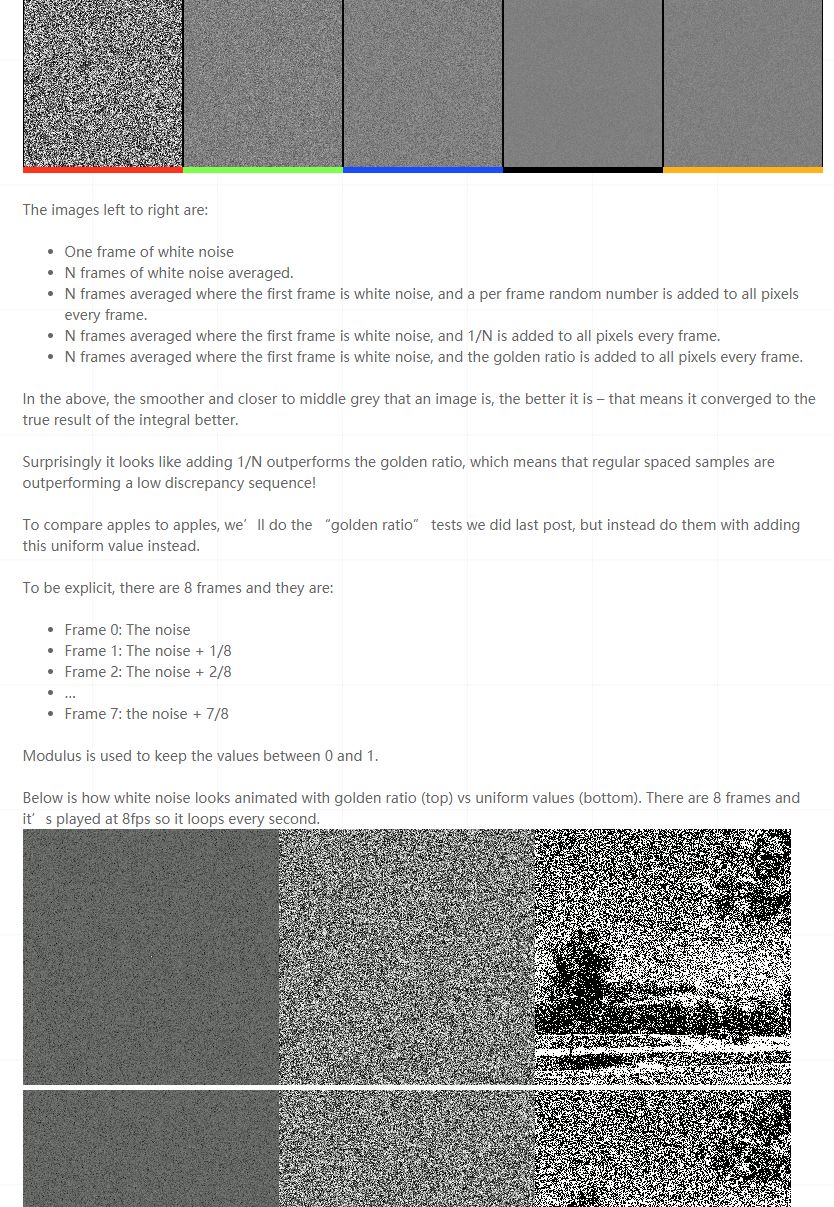 The images left to right are:
• One frame of white noise
• N frames of white noise averaged.
• N frames averaged where the first frame is white noise, and a per frame random number is added to all pixels
every frame.
• N frames averaged where the first frame is white noise, and 1/N is added to all pixels every frame.
• N frames averaged where the first frame is white noise, and the golden ratio is added to all pixels every frame.
In the above, the smoother and closer to middle grey that an image is, the better it is – that means it converged to the
true result of the integral better.
Surprisingly it looks like adding 1/N outperforms the golden ratio, which means that regular spaced samples are
outperforming a low discrepancy sequence!
To compare apples to apples, we’ll do the “golden ratio” tests we did last post, but instead do them with adding
this uniform value instead.
To be explicit, there are 8 frames and they are:
• Frame 0: The noise
• Frame 1: The noise + 1/8
• Frame 2: The noise + 2/8
• ...
• Frame 7: the noise + 7/8
Modulus is used to keep the values between 0 and 1.
Below is how white noise looks animated with golden ratio (top) vs uniform values (bottom). There are 8 frames and
it’s played at 8fps so it loops every second.